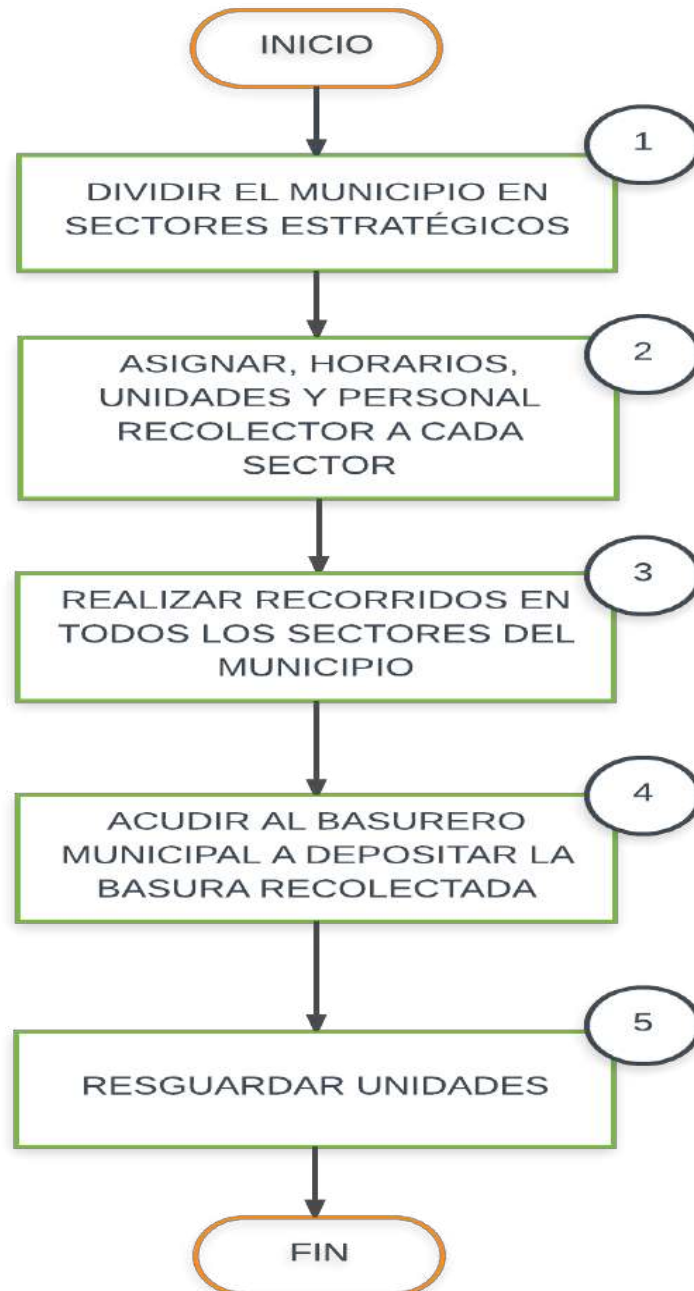 INICIO
1
DIVIDIR EL MUNICIPIO EN
SECTORES ESTRATÉGICOS
2
ASIGNAR, HORARIOS,
UNIDADES Y PERSONAL
RECOLECTOR A CADA
SECTOR
3
REALIZAR RECORRIDOS EN
TODOS LOS SECTORES DEL
MUNICIPIO
4
ACUDIR AL BASURERO
MUNICIPAL A DEPOSITAR LA
BASURA RECOLECTADA
5
RESGUARDAR UNIDADES
FIN